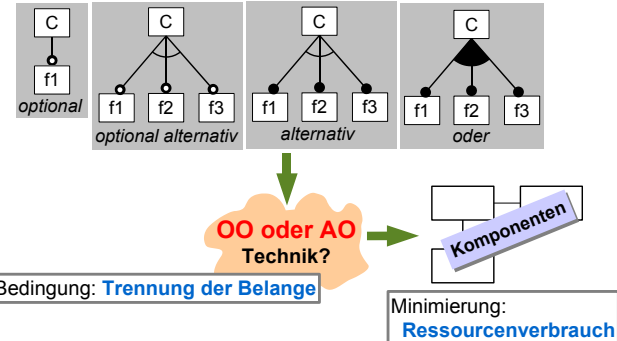 C
f1
optional
C
f1 f2 f3
optional alternativ
C
f1 f2 f3
alternativ
C
f1 f2 f3
oder
OO oder AO
Technik?
Komponenten
Bedingung: Trennung der Belange
Minimierung:
Ressourcenverbrauch